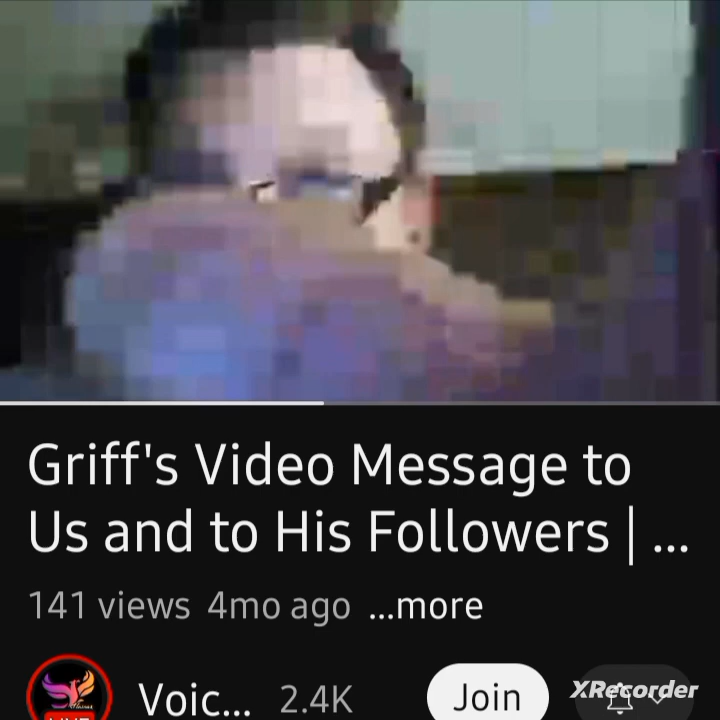 Griff's Video Message to
Us and to His Followers | ...
141 views 4mo ago ...more
Voic... 2.4K Join
XRecorder